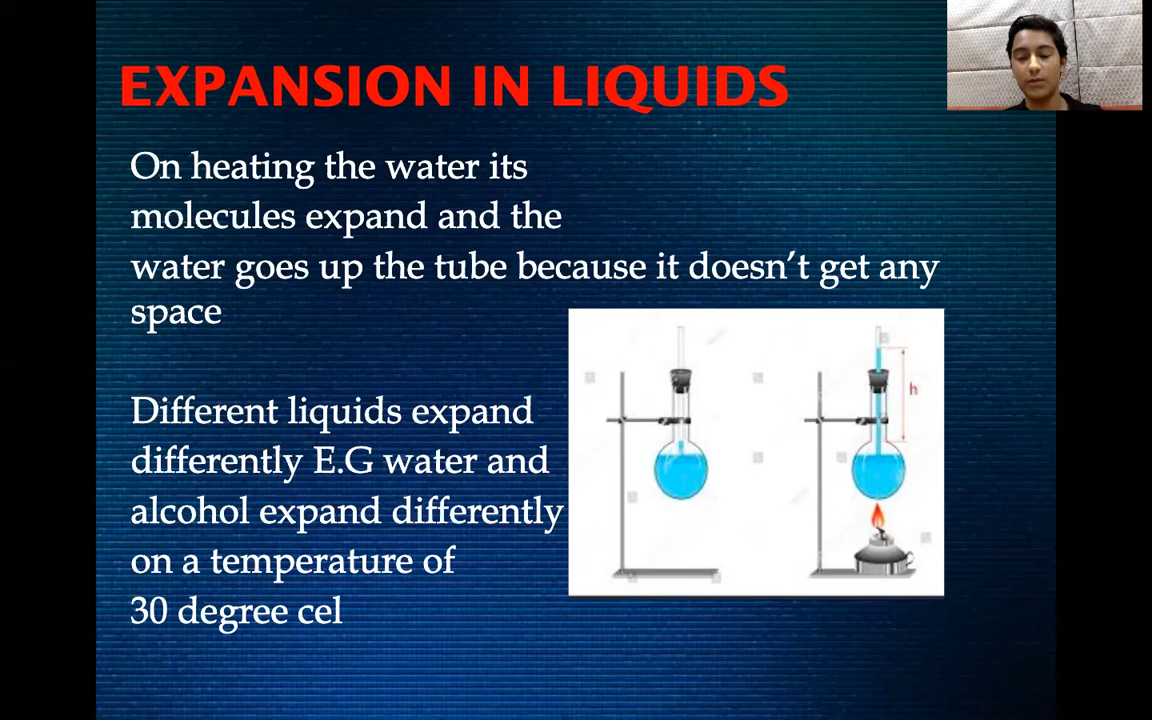 EXPANSION IN LIQUIDS
On heating the water its
molecules expand and the
water goes up the tube because it doesn’t get any
space
Different liquids expand
differently E.G water and
alcohol expand differently
on a temperature of
30 degree cel
h